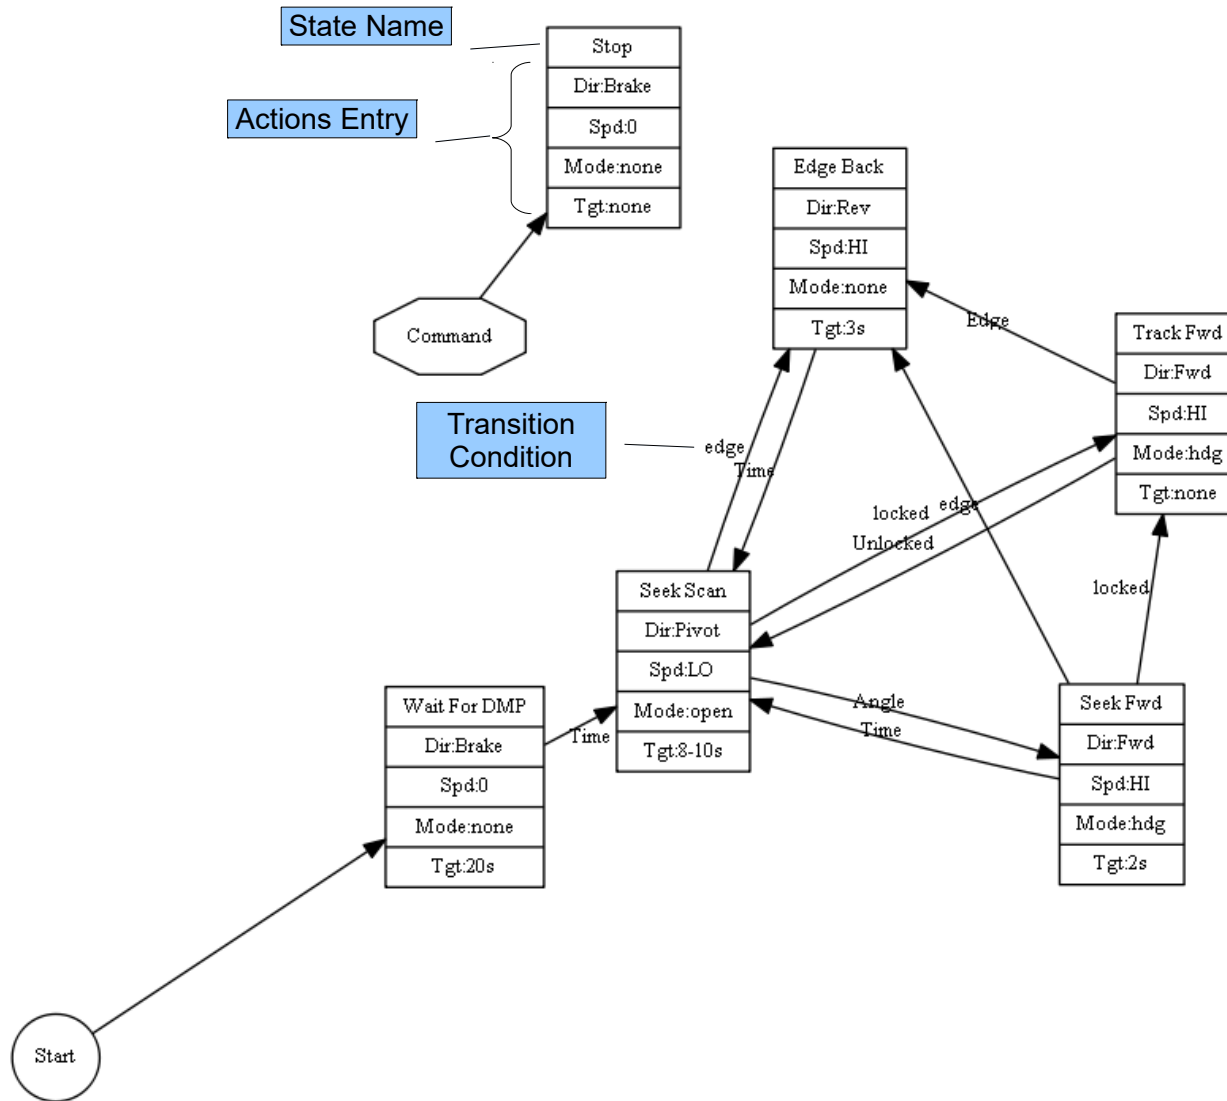 State Name
Stop
Dir:Brake
Actions Entry
Spd:0
Mode:none
Tgt:none
Command
Edge Back
Dir:Rev
Spd:HI
Mode:none
Tgt:3s
Edge
Track Fwd
Dir:Fwd
Spd:HI
Mode:hdg
Tgt:none
Transition
Condition
edge
Time
locked
edge
Unlocked
locked
Seek Scan
Dir:Pivot
Spd:LO
Mode:open
Tgt:8-10s
Angle
Time
Seek Fwd
Dir:Fwd
Spd:HI
Mode:hdg
Tgt:2s
Wait For DMP
Dir:Brake
Spd:0
Mode:none
Tgt:20s
Time
Start